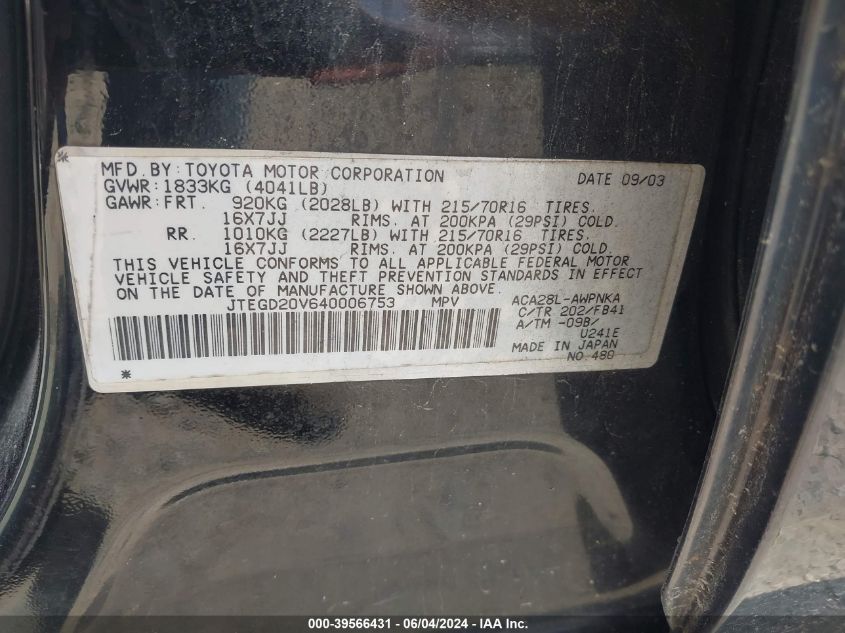 MFD. BY: TOYOTA MOTOR CORPORATION DATE 09/03
GVWR: 1833KG (4041LB)
GAWR: FRT. 920KG (2028LB) WITH 215/70R16 TIRES.
16X7JJ RIMS. AT 200KPA (29PSI) COLD.
RR. 1010KG (2227LB) WITH 215/70R16 TIRES.
16X7JJ RIMS. AT 200KPA (29PSI) COLD.
THIS VEHICLE CONFORMS TO ALL APPLICABLE FEDERAL MOTOR
VEHICLE SAFETY AND THEFT PREVENTION STANDARDS IN EFFECT
ON THE DATE OF MANUFACTURE SHOWN ABOVE.
JTEGD20V640006753 MPV ACA28L-AWPNKA
C/TR 202/FB41
A/TM -09B/
U241E
MADE IN JAPAN
NO. 480
000-39566431 - 06/04/2024 - IAA Inc.